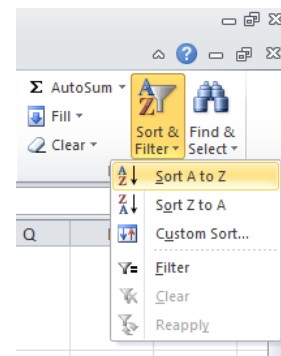 Σ AutoSum
Fill
Clear
Sort & Filter
Find & Select
Sort A to Z
Sort Z to A
Custom Sort...
Filter
Clear
Reapply
Q